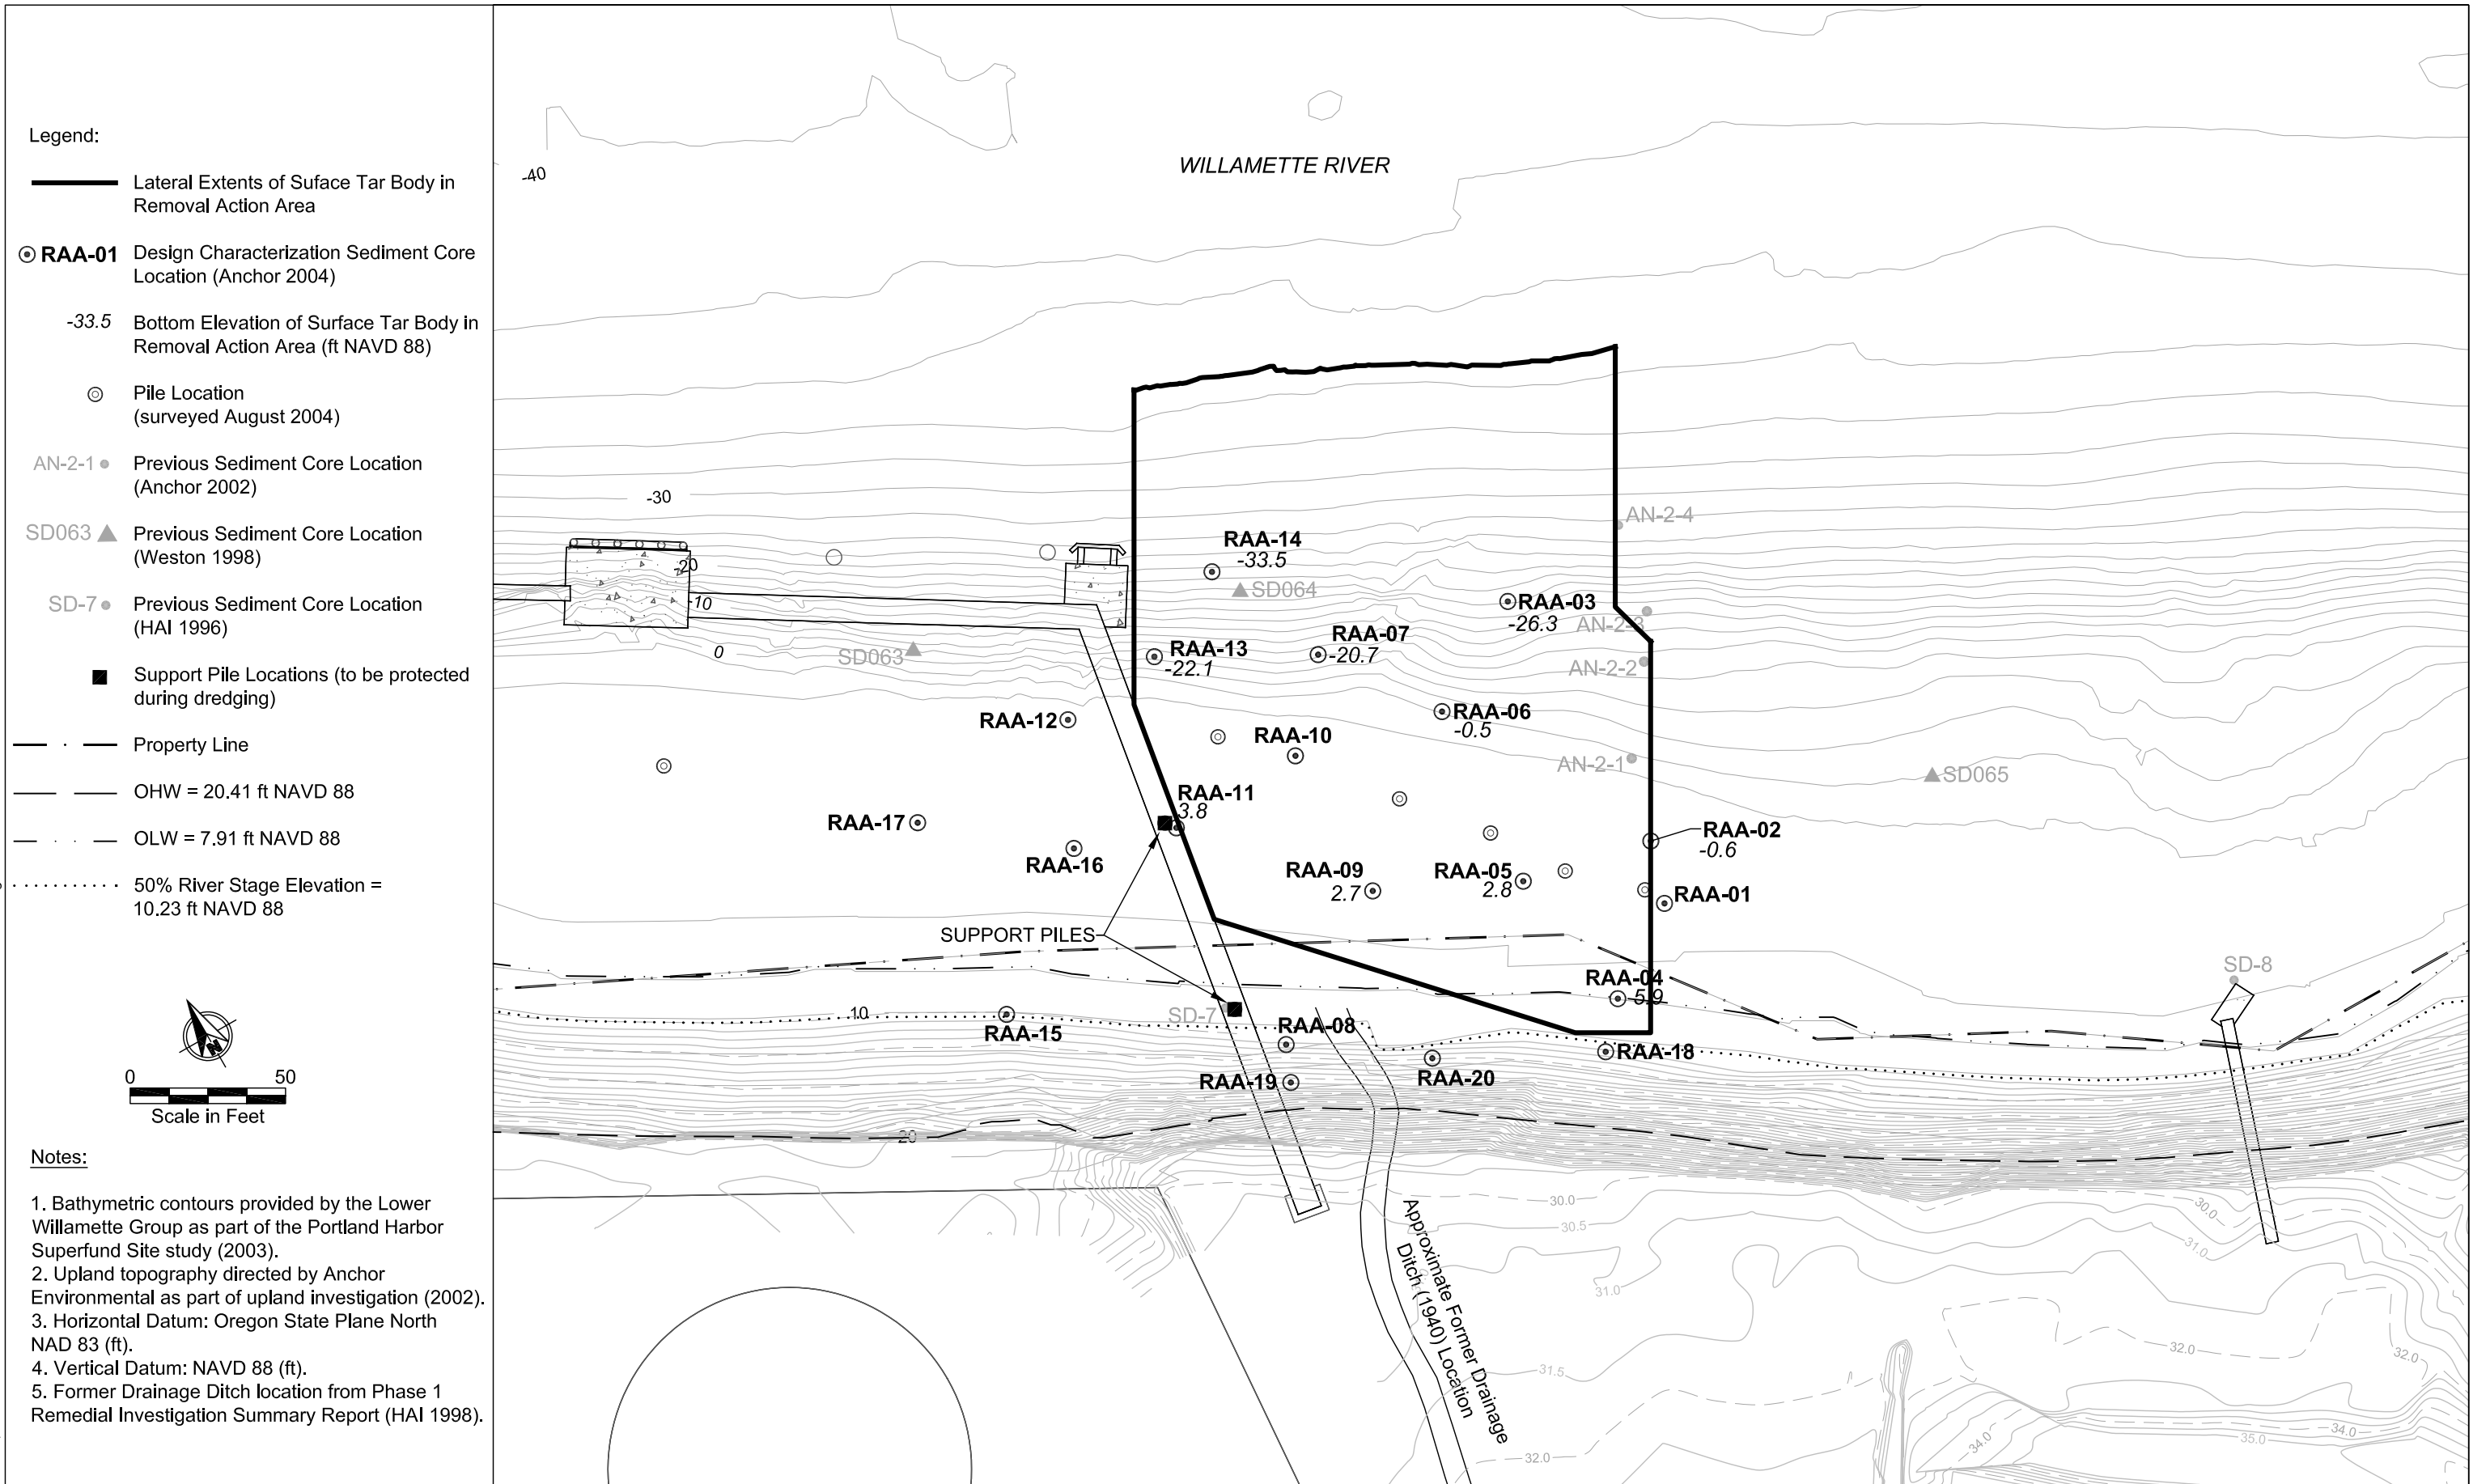 Legend:
Lateral Extents of Suface Tar Body in
Removal Action Area
RAA-01
Design Characterization Sediment Core
Location (Anchor 2004)
-33.5
Bottom Elevation of Surface Tar Body in
Removal Action Area (ft NAVD 88)
Pile Location
(surveyed August 2004)
AN-2-1
Previous Sediment Core Location
(Anchor 2002)
SD063
Previous Sediment Core Location
(Weston 1998)
SD-7
Previous Sediment Core Location
(HAI 1996)
Support Pile Locations (to be protected
during dredging)
Property Line
OHW = 20.41 ft NAVD 88
OLW = 7.91 ft NAVD 88
50% River Stage Elevation =
10.23 ft NAVD 88
N
0 50
Scale in Feet
Notes:
1. Bathymetric contours provided by the Lower
Willamette Group as part of the Portland Harbor
Superfund Site study (2003).
2. Upland topography directed by Anchor
Environmental as part of upland investigation (2002).
3. Horizontal Datum: Oregon State Plane North
NAD 83 (ft).
4. Vertical Datum: NAVD 88 (ft).
5. Former Drainage Ditch location from Phase 1
Remedial Investigation Summary Report (HAI 1998).
WILLAMETTE RIVER
-40
-30
-20
-10
0
AN-2-4
RAA-14
-33.5
SD064
RAA-03
-26.3
AN-2-3
RAA-07
-20.7
RAA-13
-22.1
SD063
AN-2-2
RAA-12
RAA-06
-0.5
RAA-10
AN-2-1
SD065
RAA-11
3.8
RAA-17
RAA-02
-0.6
RAA-16
RAA-09
2.7
RAA-05
2.8
RAA-01
SUPPORT PILES
SD-8
RAA-04
5.9
10
SD-7
RAA-15
RAA-08
RAA-18
RAA-19
RAA-20
20
30.0
30.5
30.0
31.0
31.0
Approximate Former Drainage
Ditch (1940) Location
31.5
32.0
32.0
32.0
34.0
34.0
35.0